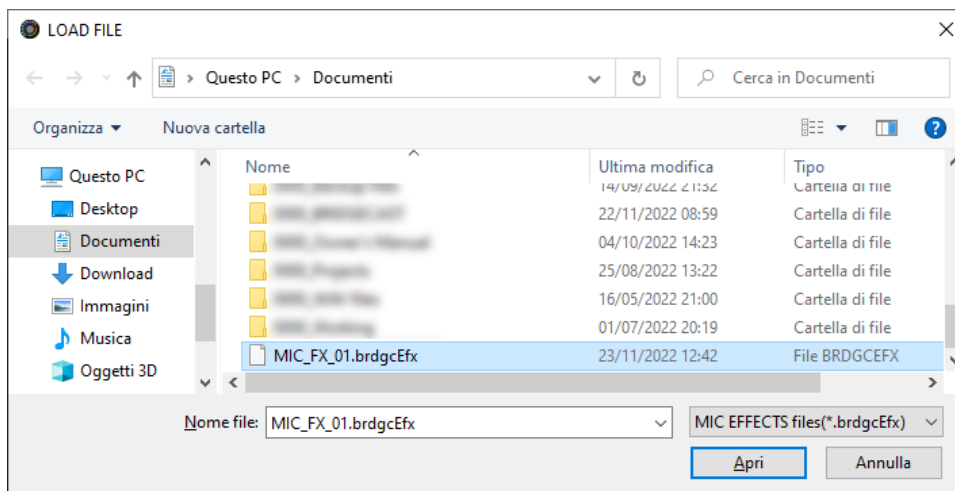 LOAD FILE
Questo PC > Documenti
Cerca in Documenti
Organizza
Nuova cartella
Nome
Ultima modifica
Tipo
Questo PC
Desktop
Documenti
Download
Immagini
Musica
Oggetti 3D
14/09/2022 21:32 Cartella di file
22/11/2022 08:59 Cartella di file
04/10/2022 14:23 Cartella di file
25/08/2022 13:22 Cartella di file
16/05/2022 21:00 Cartella di file
01/07/2022 20:19 Cartella di file
MIC_FX_01.brdgcEfx 23/11/2022 12:42 File BRDGCEFX
Nome file: MIC_FX_01.brdgcEfx
MIC EFFECTS files(*.brdgcEfx)
Apri
Annulla